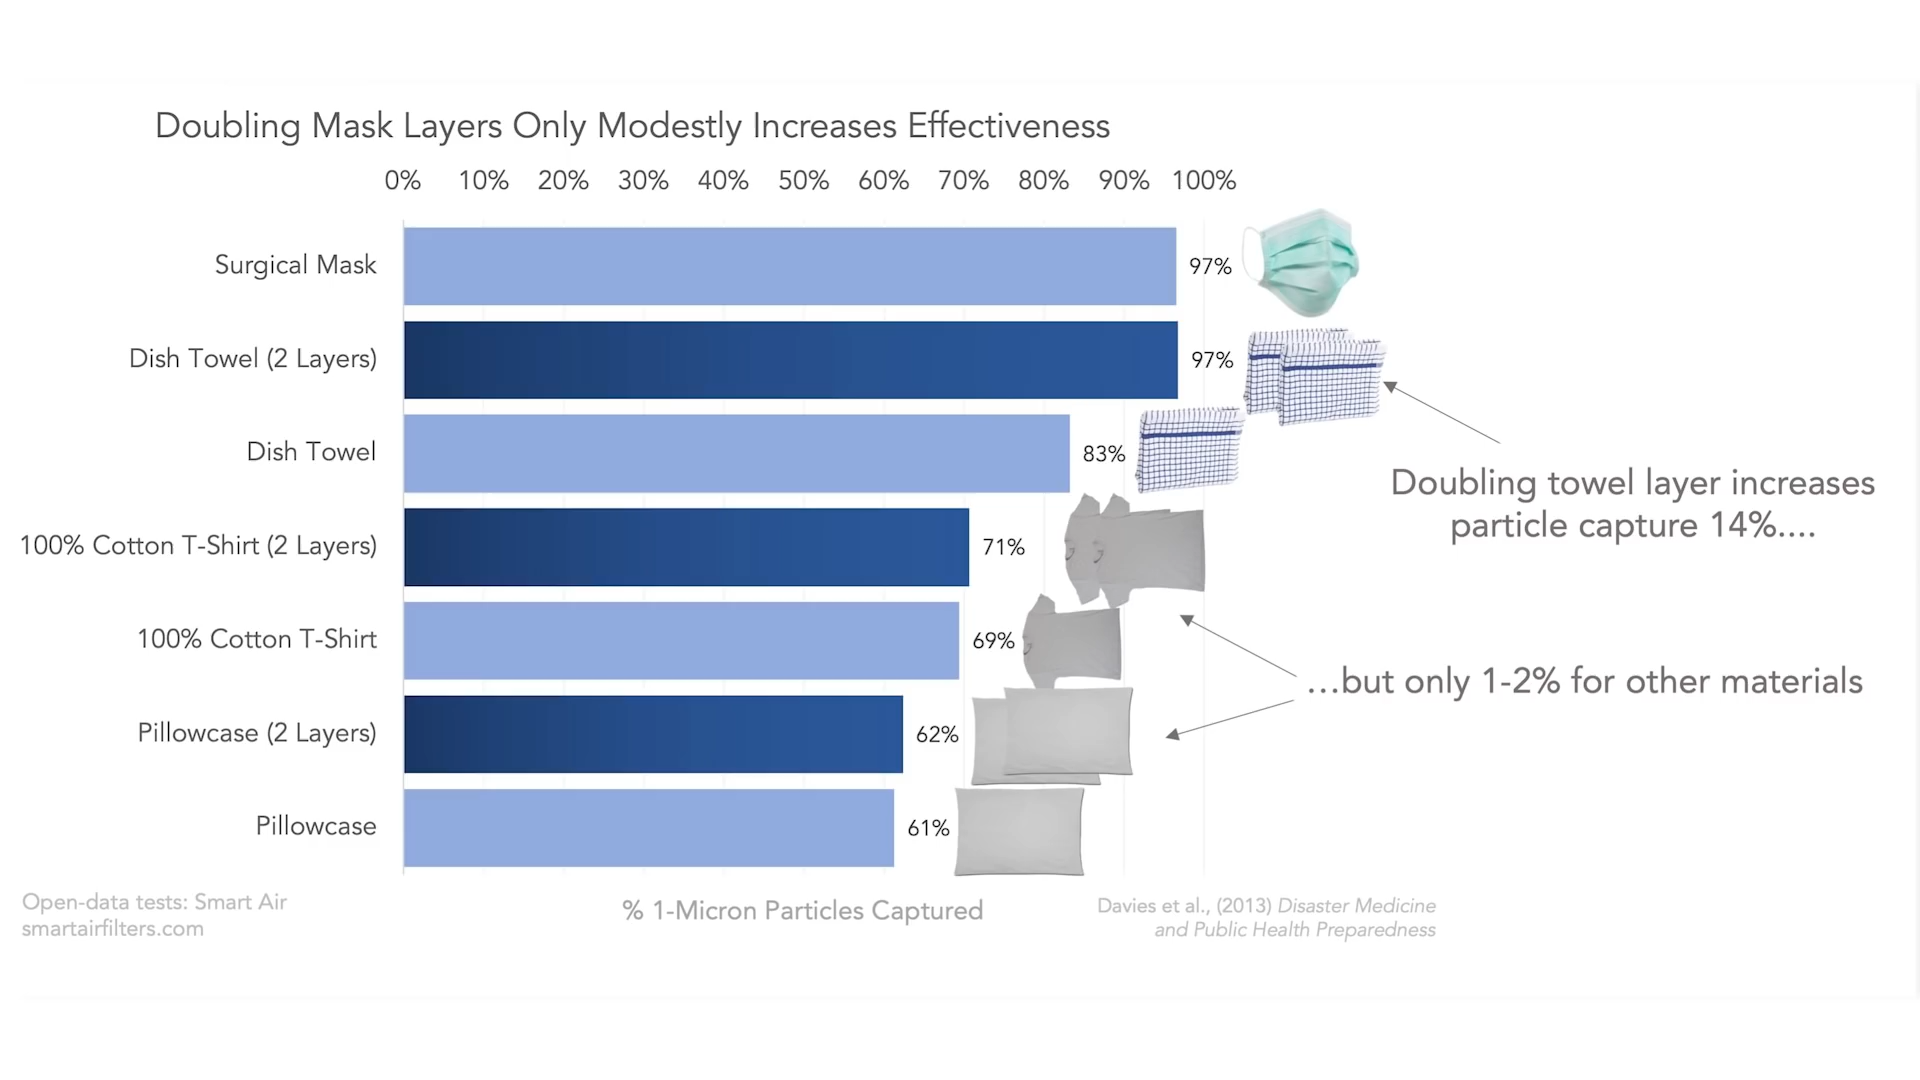 Doubling Mask Layers Only Modestly Increases Effectiveness
0% 10% 20% 30% 40% 50% 60% 70% 80% 90% 100%
Surgical Mask 97%
Dish Towel (2 Layers) 97%
Dish Towel 83%
100% Cotton T-Shirt (2 Layers) 71%
100% Cotton T-Shirt 69%
Pillowcase (2 Layers) 62%
Pillowcase 61%
Doubling towel layer increases
particle capture 14%....
...but only 1-2% for other materials
Open-data tests: Smart Air
smartairfilters.com
% 1-Micron Particles Captured
Davies et al., (2013) Disaster Medicine
and Public Health Preparedness